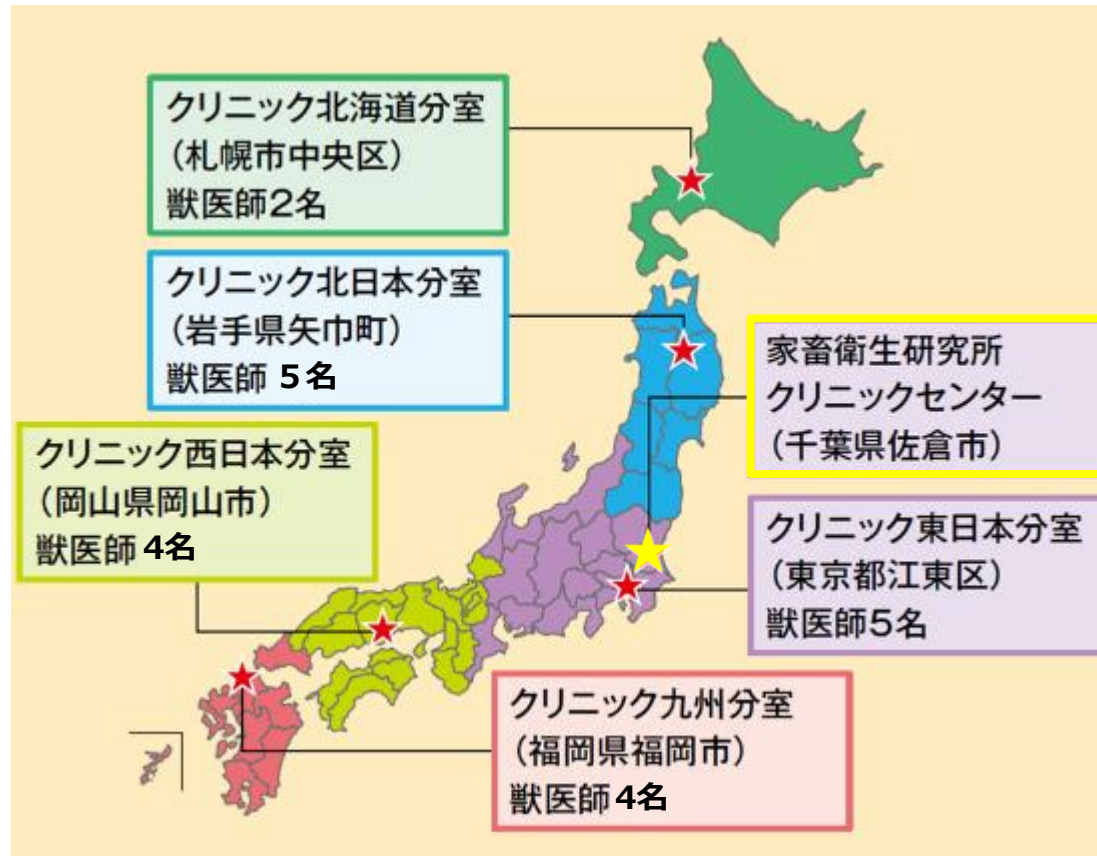 クリニック北海道分室
（札幌市中央区）
獣医師２名
クリニック北日本分室
（岩手県矢巾町）
獣医師 ５名
家畜衛生研究所
クリニックセンター
（千葉県佐倉市）
クリニック西日本分室
（岡山県岡山市）
獣医師 4名
クリニック東日本分室
（東京都江東区）
獣医師５名
クリニック九州分室
（福岡県福岡市）
獣医師 4名